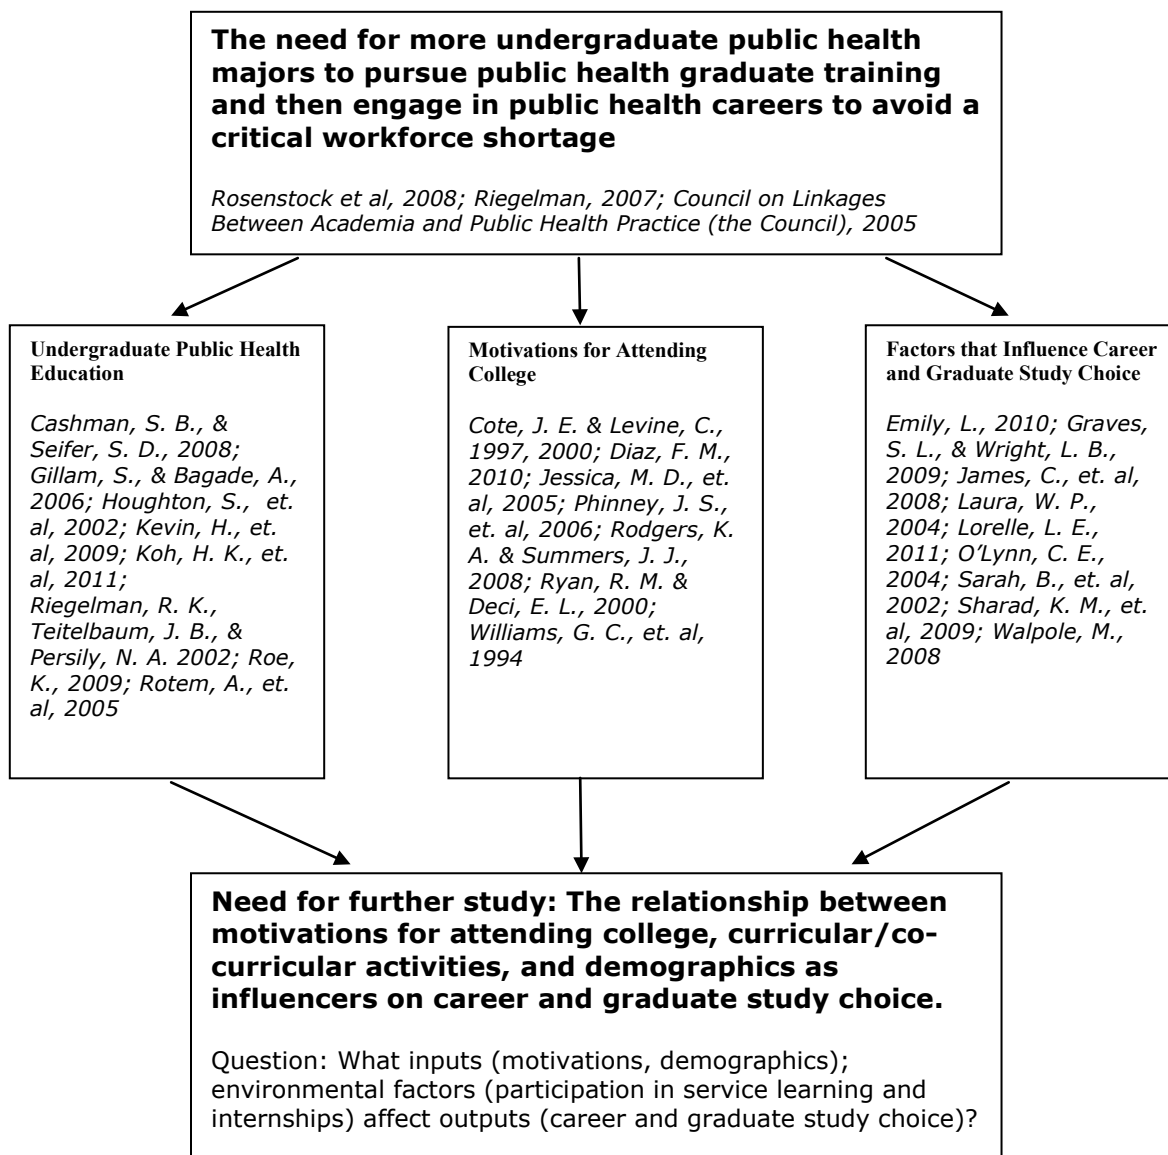 The need for more undergraduate public health
majors to pursue public health graduate training
and then engage in public health careers to avoid a
critical workforce shortage
Rosenstock et al, 2008; Riegelman, 2007; Council on Linkages
Between Academia and Public Health Practice (the Council), 2005
Undergraduate Public Health
Education
Cashman, S. B., &
Seifer, S. D., 2008;
Gillam, S., & Bagade, A.,
2006; Houghton, S., et.
al, 2002; Kevin, H., et.
al, 2009; Koh, H. K., et.
al, 2011;
Riegelman, R. K.,
Teitelbaum, J. B., &
Persily, N. A. 2002; Roe,
K., 2009; Rotem, A., et.
al, 2005
Motivations for Attending
College
Cote, J. E. & Levine, C.,
1997, 2000; Diaz, F. M.,
2010; Jessica, M. D., et.
al, 2005; Phinney, J. S.,
et. al, 2006; Rodgers, K.
A. & Summers, J. J.,
2008; Ryan, R. M. &
Deci, E. L., 2000;
Williams, G. C., et. al,
1994
Factors that Influence Career
and Graduate Study Choice
Emily, L., 2010; Graves,
S. L., & Wright, L. B.,
2009; James, C., et. al,
2008; Laura, W. P.,
2004; Lorelle, L. E.,
2011; O’Lynn, C. E.,
2004; Sarah, B., et. al,
2002; Sharad, K. M., et.
al, 2009; Walpole, M.,
2008
Need for further study: The relationship between
motivations for attending college, curricular/co-
curricular activities, and demographics as
influencers on career and graduate study choice.
Question: What inputs (motivations, demographics);
environmental factors (participation in service learning and
internships) affect outputs (career and graduate study choice)?